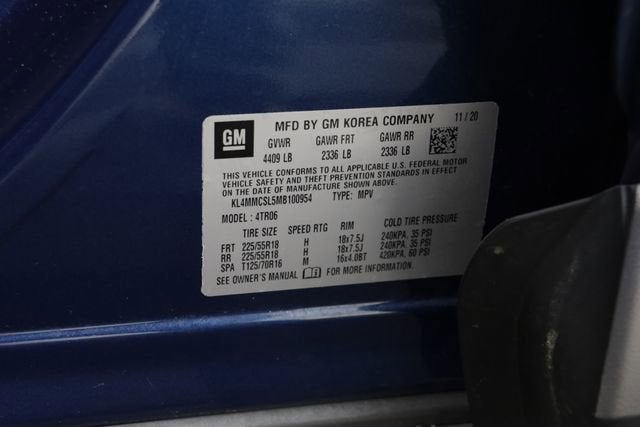 GM
MFD BY GM KOREA COMPANY 11/20
GVWR GAWR FRT GAWR RR
4409 LB 2336 LB 2336 LB
THIS VEHICLE CONFORMS TO ALL APPLICABLE U.S. FEDERAL MOTOR
VEHICLE SAFETY AND THEFT PREVENTION STANDARDS IN EFFECT
ON THE DATE OF MANUFACTURE SHOWN ABOVE.
KL4MMCSL5MB100954 TYPE: MPV
MODEL: 4TR06
TIRE SIZE SPEED RTG RIM COLD TIRE PRESSURE
FRT 225/55R18 H 18x7.5J 240KPA, 35 PSI
RR 225/55R18 H 18x7.5J 240KPA, 35 PSI
SPA T125/70R16 M 16x4.0BT 420KPA, 60 PSI
SEE OWNER'S MANUAL FOR MORE INFORMATION.